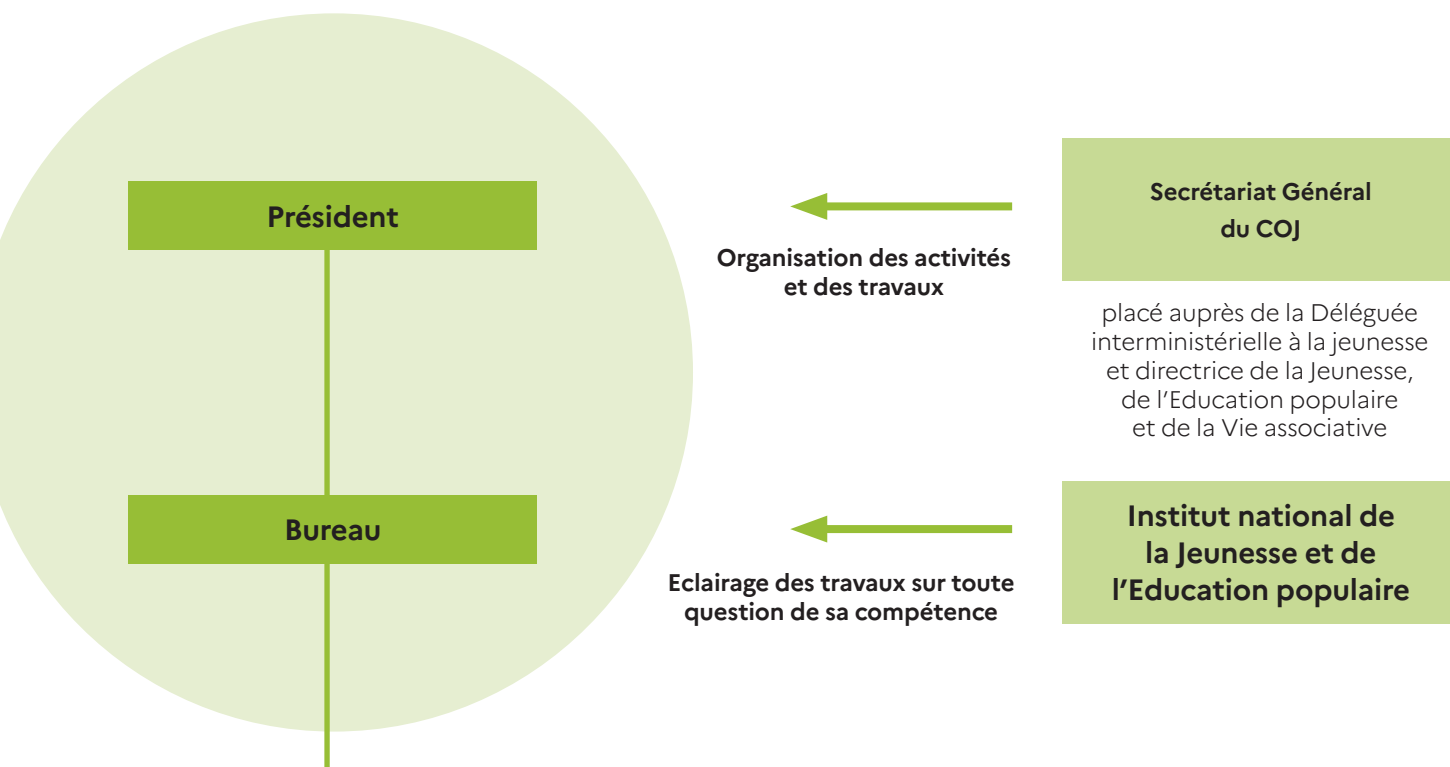 Président
Organisation des activités
et des travaux
Secrétariat Général
du COJ
placé auprès de la Déléguée
interministérielle à la jeunesse
et directrice de la Jeunesse,
de l'Education populaire
et de la Vie associative
Bureau
Eclairage des travaux sur toute
question de sa compétence
Institut national de
la Jeunesse et de
l'Education populaire